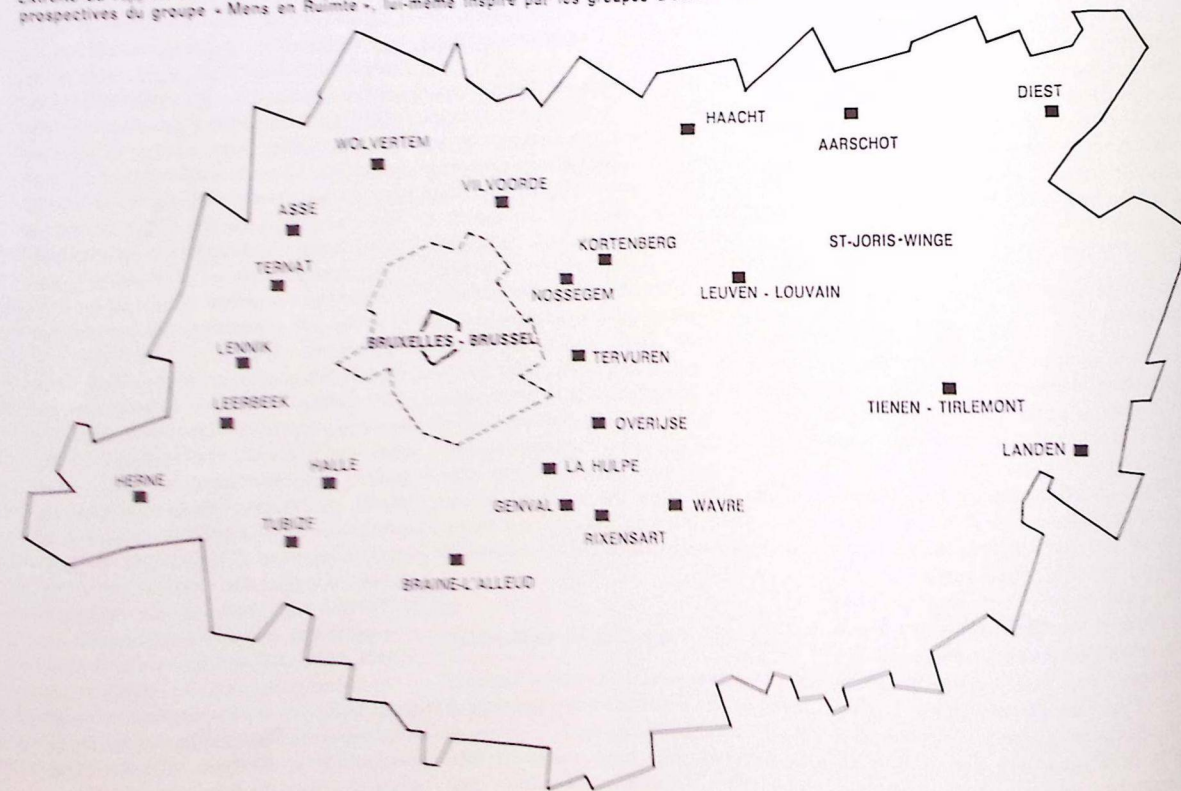 prospectives du groupe « Mens en Ruimte », lui-même inspiré par les groupes
DIEST
HAACHT
AARSCHOT
WOLVERTEM
VILVOORDE
ASSE
KORTENBERG
ST-JORIS-WINGE
TERNAT
NOSSEGEM
LEUVEN - LOUVAIN
BRUXELLES - BRUSSEL
LENNIK
TERVUREN
LEERBEEK
TIENEN - TIRLEMONT
OVERIJSE
LANDEN
HALLE
LA HULPE
HERNE
GENVAL
WAVRE
TUBIZE
RIXENSART
BRAINE-L'ALLEUD